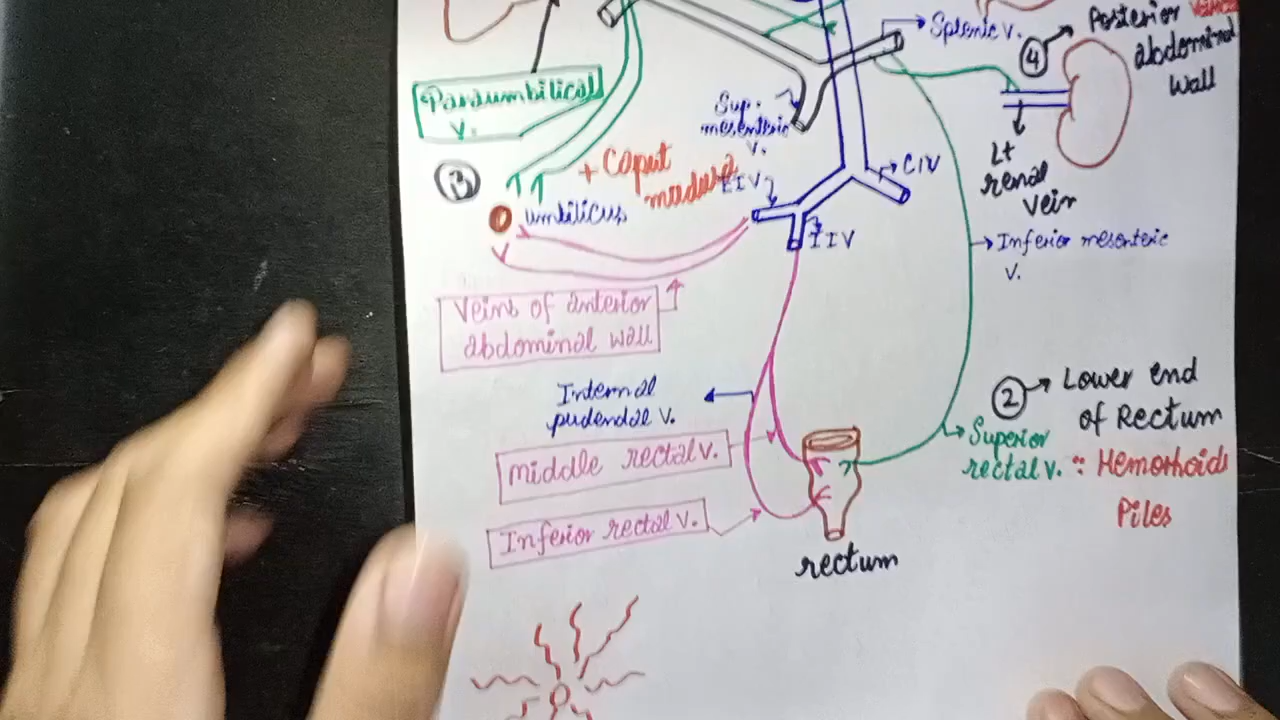 Splenic v.
④ → Posterior
abdominal
wall
Paraumbilical
v.
Sup.
mesenteric
v.
Lt
renal
vein
CIV
EIV
IIV
③
+ Caput
umbilicus
Inferior mesenteric
v.
Veins of anterior
abdominal wall
Internal
pudendal v.
② → Lower end
of Rectum
∵ Hemorhoids
Piles
Superior
rectal v.
middle rectal v.
Inferior rectal v.
rectum